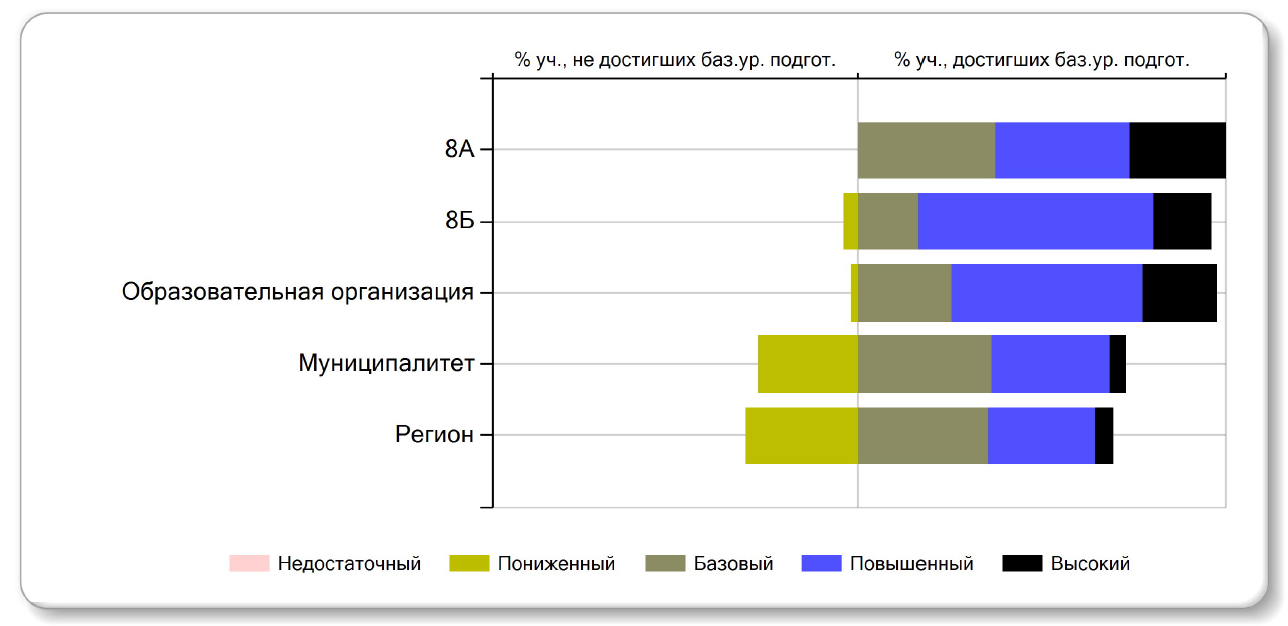 % уч., не достигших баз.ур. подгот. % уч., достигших баз.ур. подгот.
8А
8Б
Образовательная организация
Муниципалитет
Регион
Недостаточный Пониженный Базовый Повышенный Высокий